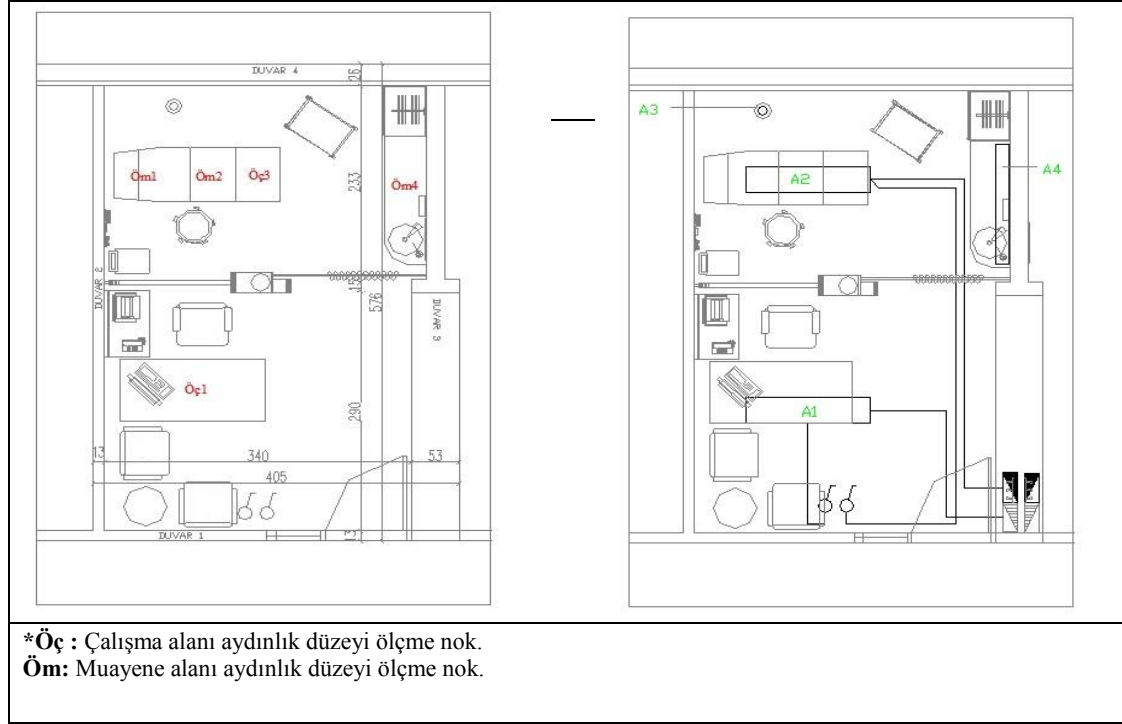 DUVAR 4
26
Öm1
Öm2
Öç3
233
Öm4
DUVAR 2
15
576
DUVAR 3
Öç1
290
13
340
53
405
DUVAR 1
13
A3
A2
A4
A1
*Öç : Çalışma alanı aydınlık düzeyi ölçme nok.
Öm: Muayene alanı aydınlık düzeyi ölçme nok.